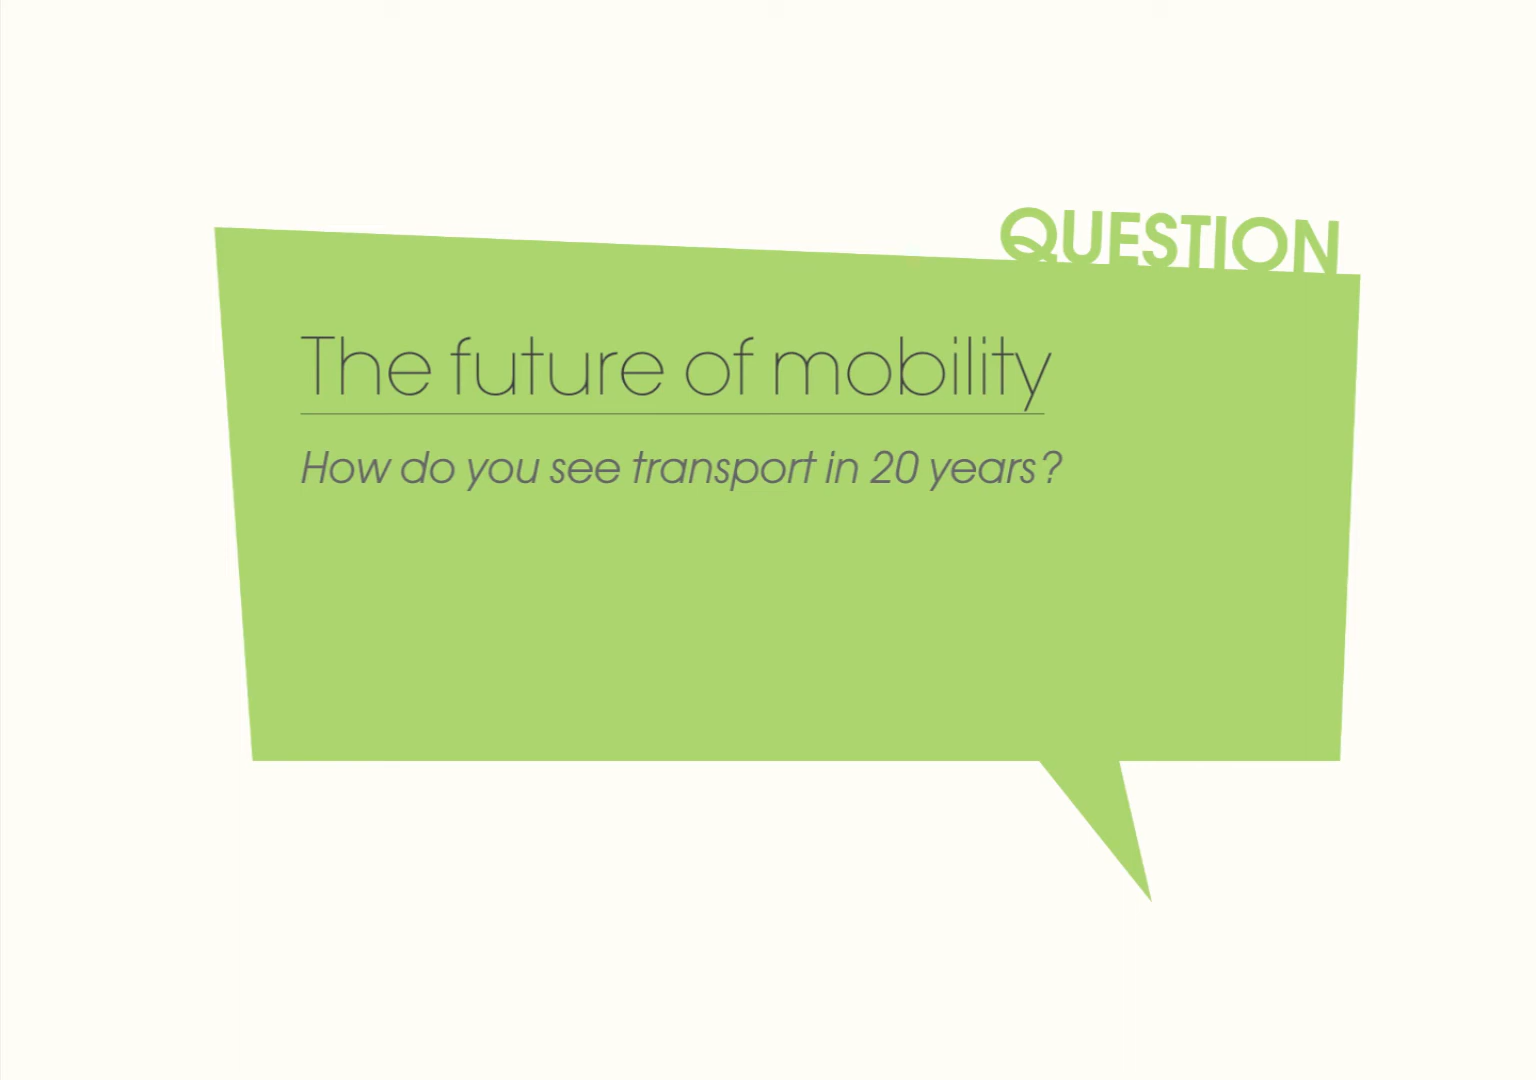 QUESTION
The future of mobility
How do you see transport in 20 years?